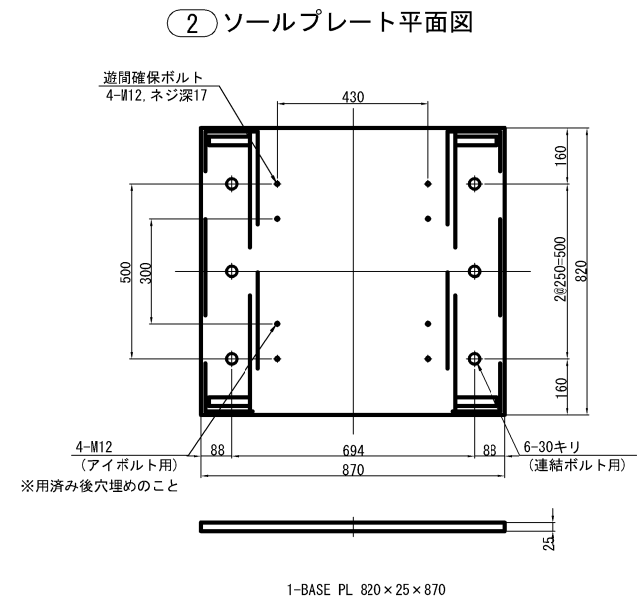 2 ソールプレート平面図
遊間確保ボルト
4-M12,ネジ深17
430
160
500
300
2@250=500
820
160
4-M12
(アイボルト用)
※用済み後穴埋めのこと
88
694
88
870
6-30キリ
(連結ボルト用)
25
1-BASE PL 820×25×870